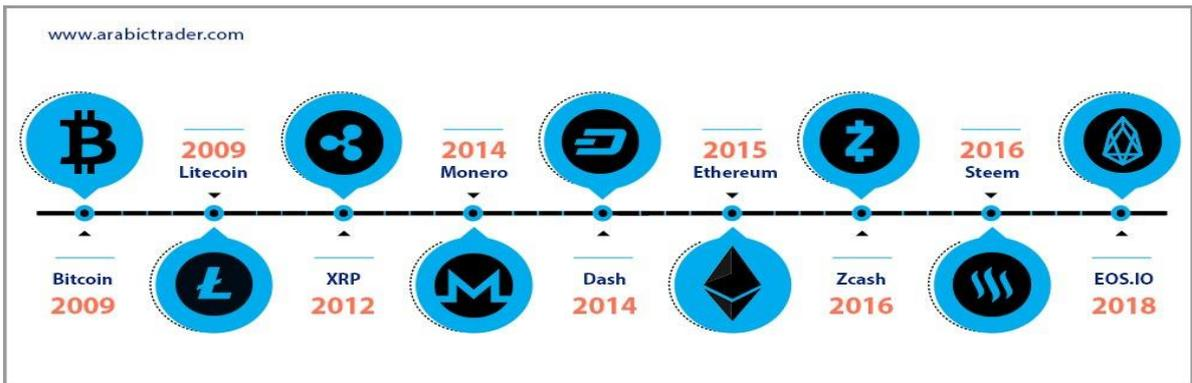 www.arabictrader.com
2009
Litecoin
2014
Monero
2015
Ethereum
2016
Steem
Bitcoin
2009
XRP
2012
Dash
2014
Zcash
2016
EOS.IO
2018